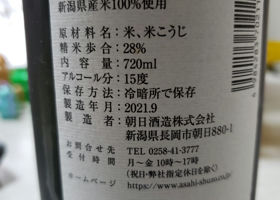 新潟県産米100%使用
原材料名：米、米こうじ
精米歩合：28%
内容量：720ml
アルコール分：15度
保存方法：冷暗所で保存
製造年月：2021.9
製造者：朝日酒造株式会社
新潟県長岡市朝日880-1
お問合せ先 TEL 0258-41-3777
受付時間 月〜金 10時〜17時
(祝日・弊社指定休日を除く)
ホームページ https://www.asahi-shuzo.co.jp/